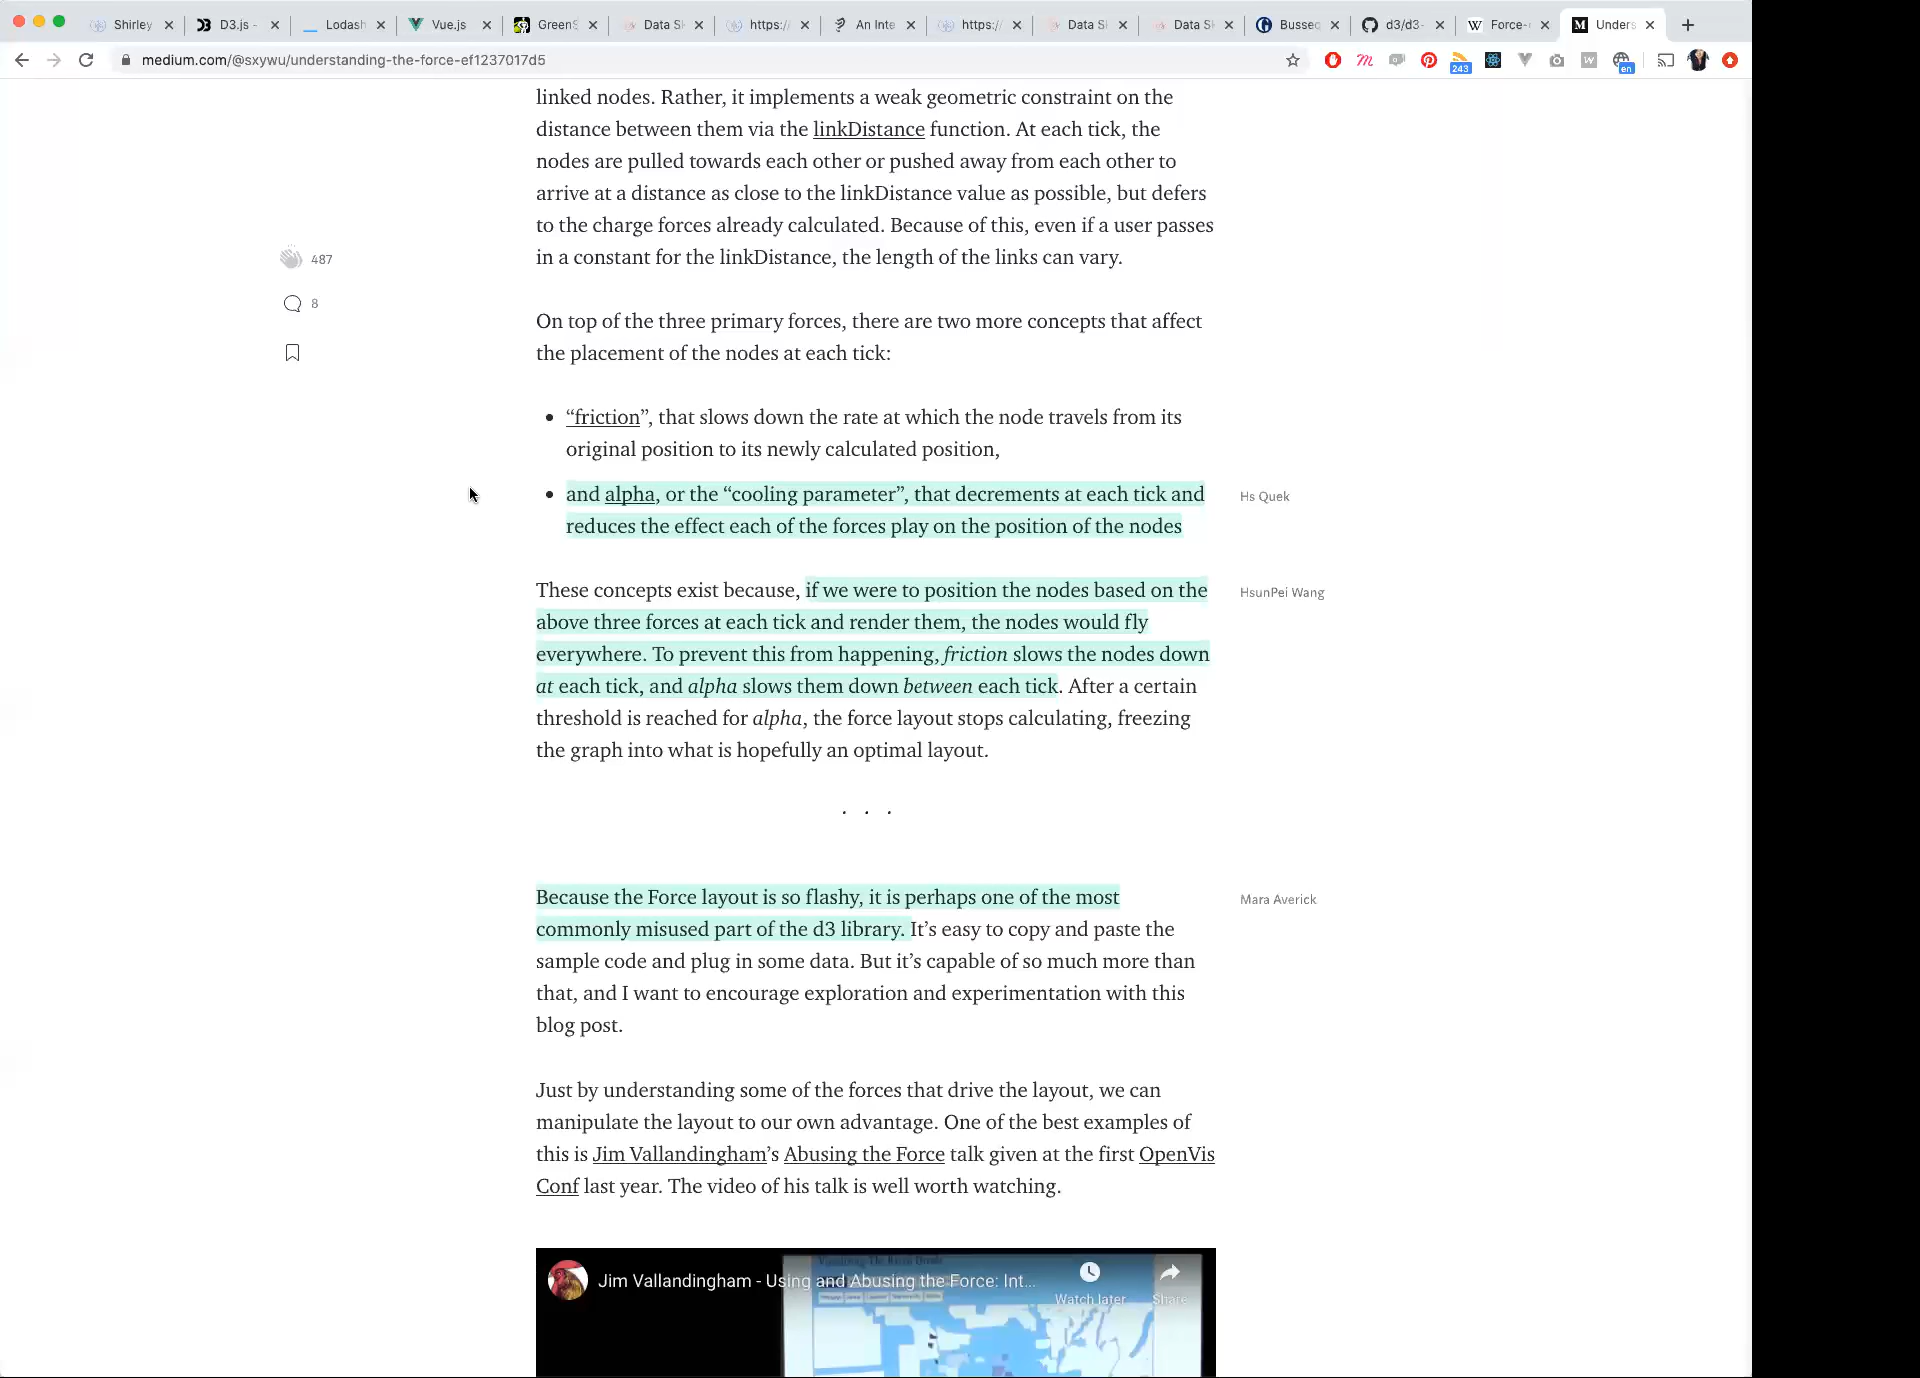 Shirley
D3.js -
Lodash
Vue.js
GreenS
Data Sk
https:/
An Inte
https:/
Data Sk
Data Sk
Busseq
d3/d3-
Force-
Unders
medium.com/@sxywu/understanding-the-force-ef1237017d5
243
en
linked nodes. Rather, it implements a weak geometric constraint on the
distance between them via the linkDistance function. At each tick, the
nodes are pulled towards each other or pushed away from each other to
arrive at a distance as close to the linkDistance value as possible, but defers
to the charge forces already calculated. Because of this, even if a user passes
in a constant for the linkDistance, the length of the links can vary.
487
8
On top of the three primary forces, there are two more concepts that affect
the placement of the nodes at each tick:
• “friction”, that slows down the rate at which the node travels from its
original position to its newly calculated position,
• and alpha, or the “cooling parameter”, that decrements at each tick and
reduces the effect each of the forces play on the position of the nodes
Hs Quek
These concepts exist because, if we were to position the nodes based on the
above three forces at each tick and render them, the nodes would fly
everywhere. To prevent this from happening, friction slows the nodes down
at each tick, and alpha slows them down between each tick. After a certain
threshold is reached for alpha, the force layout stops calculating, freezing
the graph into what is hopefully an optimal layout.
HsunPei Wang
. . .
Because the Force layout is so flashy, it is perhaps one of the most
commonly misused part of the d3 library. It’s easy to copy and paste the
sample code and plug in some data. But it’s capable of so much more than
that, and I want to encourage exploration and experimentation with this
blog post.
Mara Averick
Just by understanding some of the forces that drive the layout, we can
manipulate the layout to our own advantage. One of the best examples of
this is Jim Vallandingham’s Abusing the Force talk given at the first OpenVis
Conf last year. The video of his talk is well worth watching.
Jim Vallandingham - Using and Abusing the Force: Int...
Watch later
Share